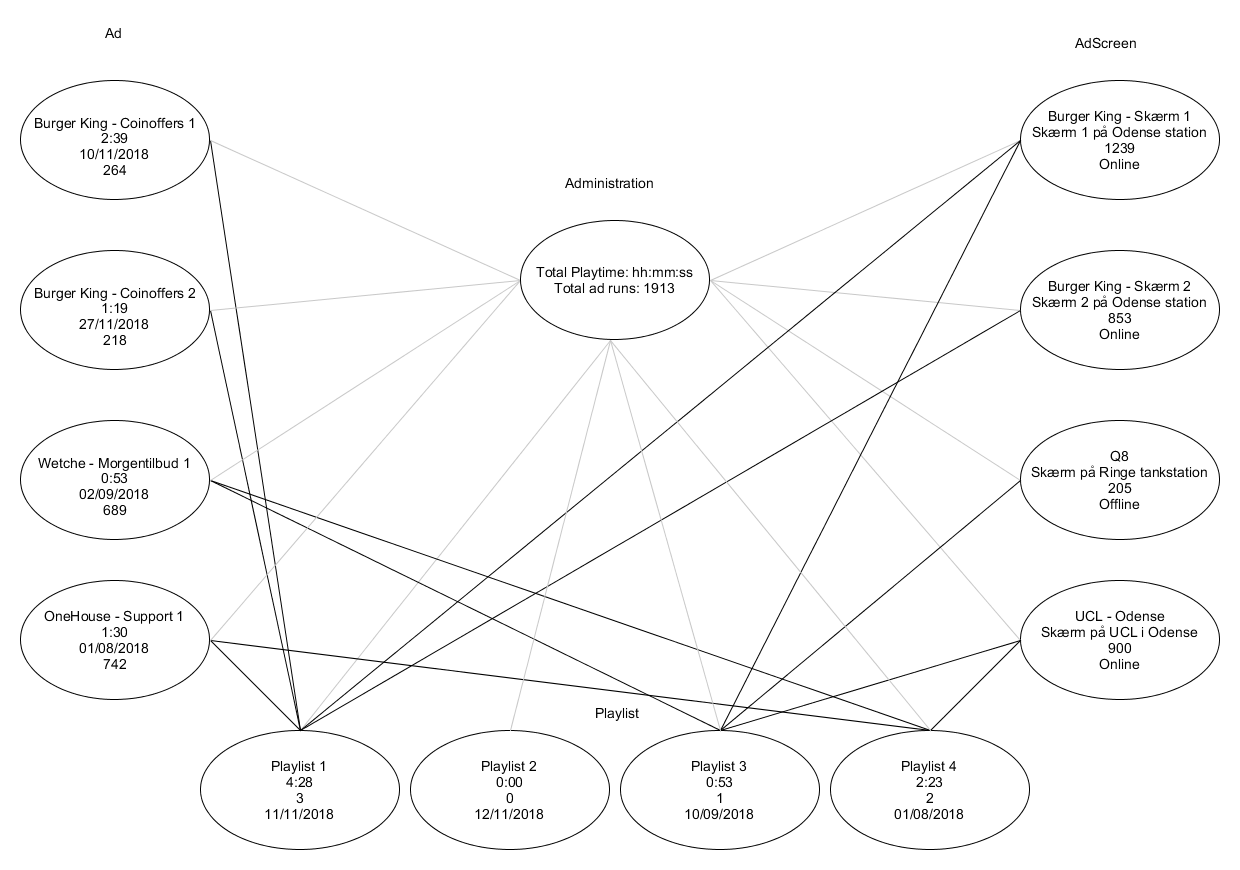 Ad
AdScreen
Burger King - Coinoffers 1
2:39
10/11/2018
264
Burger King - Skærm 1
Skærm 1 på Odense station
1239
Online
Administration
Total Playtime: hh:mm:ss
Total ad runs: 1913
Burger King - Coinoffers 2
1:19
27/11/2018
218
Burger King - Skærm 2
Skærm 2 på Odense station
853
Online
Wetche - Morgentilbud 1
0:53
02/09/2018
689
Q8
Skærm på Ringe tankstation
205
Offline
OneHouse - Support 1
1:30
01/08/2018
742
UCL - Odense
Skærm på UCL i Odense
900
Online
Playlist
Playlist 1
4:28
3
11/11/2018
Playlist 2
0:00
0
12/11/2018
Playlist 3
0:53
1
10/09/2018
Playlist 4
2:23
2
01/08/2018